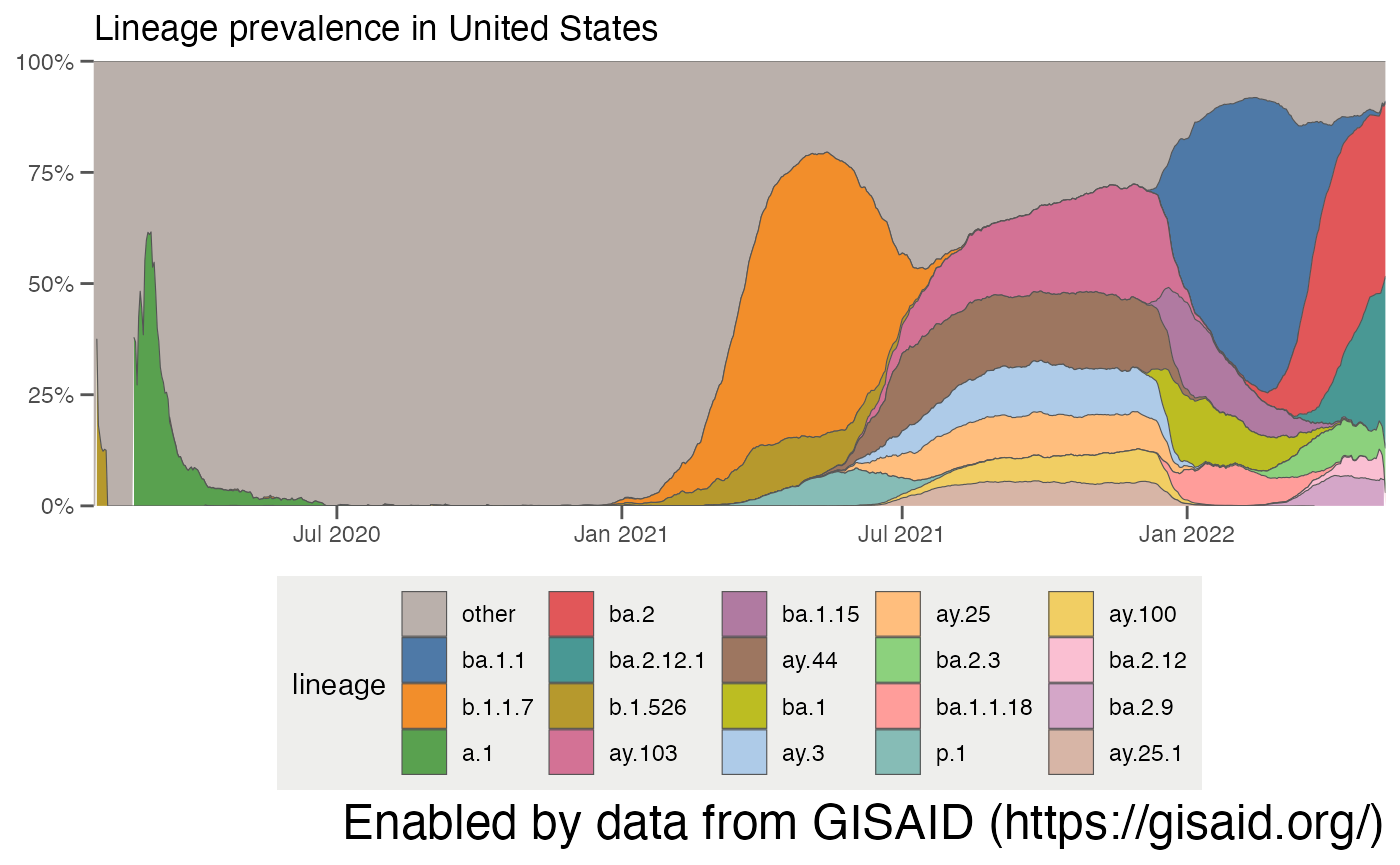 Lineage prevalence in United States
100%
75%
50%
25%
0%
Jul 2020 Jan 2021 Jul 2021 Jan 2022
lineage
other ba.2 ba.1.15 ay.25 ay.100
ba.1.1 ba.2.12.1 ay.44 ba.2.3 ba.2.12
b.1.1.7 b.1.526 ba.1 ba.1.1.18 ba.2.9
a.1 ay.103 ay.3 p.1 ay.25.1
Enabled by data from GISAID (https://gisaid.org/)